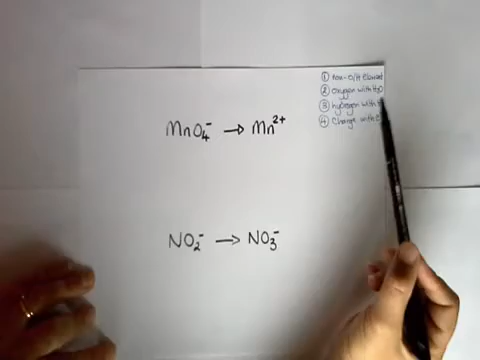 ① non-O/H element
② oxygen with H₂O
③ hydrogen with
④ Charge with
MnO₄⁻ → Mn²⁺
NO₂⁻ → NO₃⁻